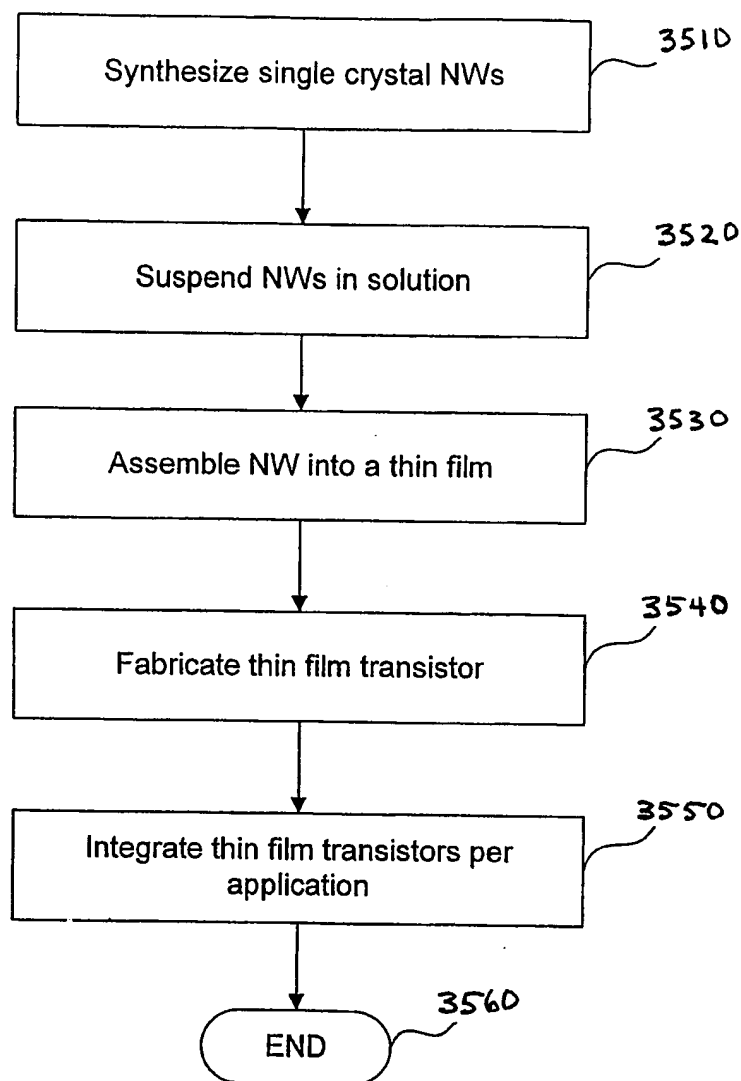 3510
Synthesize single crystal NWs
3520
Suspend NWs in solution
3530
Assemble NW into a thin film
3540
Fabricate thin film transistor
3550
Integrate thin film transistors per
application
3560
END